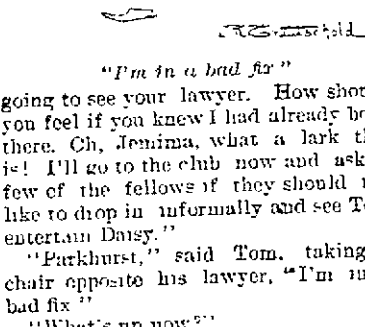 "I'm in a bad fix"
going to see your lawyer. How shou
you feel if you knew I had already be
there. Oh, Jemima, what a lark th
is! I'll go to the club now and ask
few of the fellows if they should n
like to drop in informally and see To
entertain Daisy."
"Parkhurst," said Tom, taking
chair opposite his lawyer, "I'm in
bad fix"
"What's up now?"